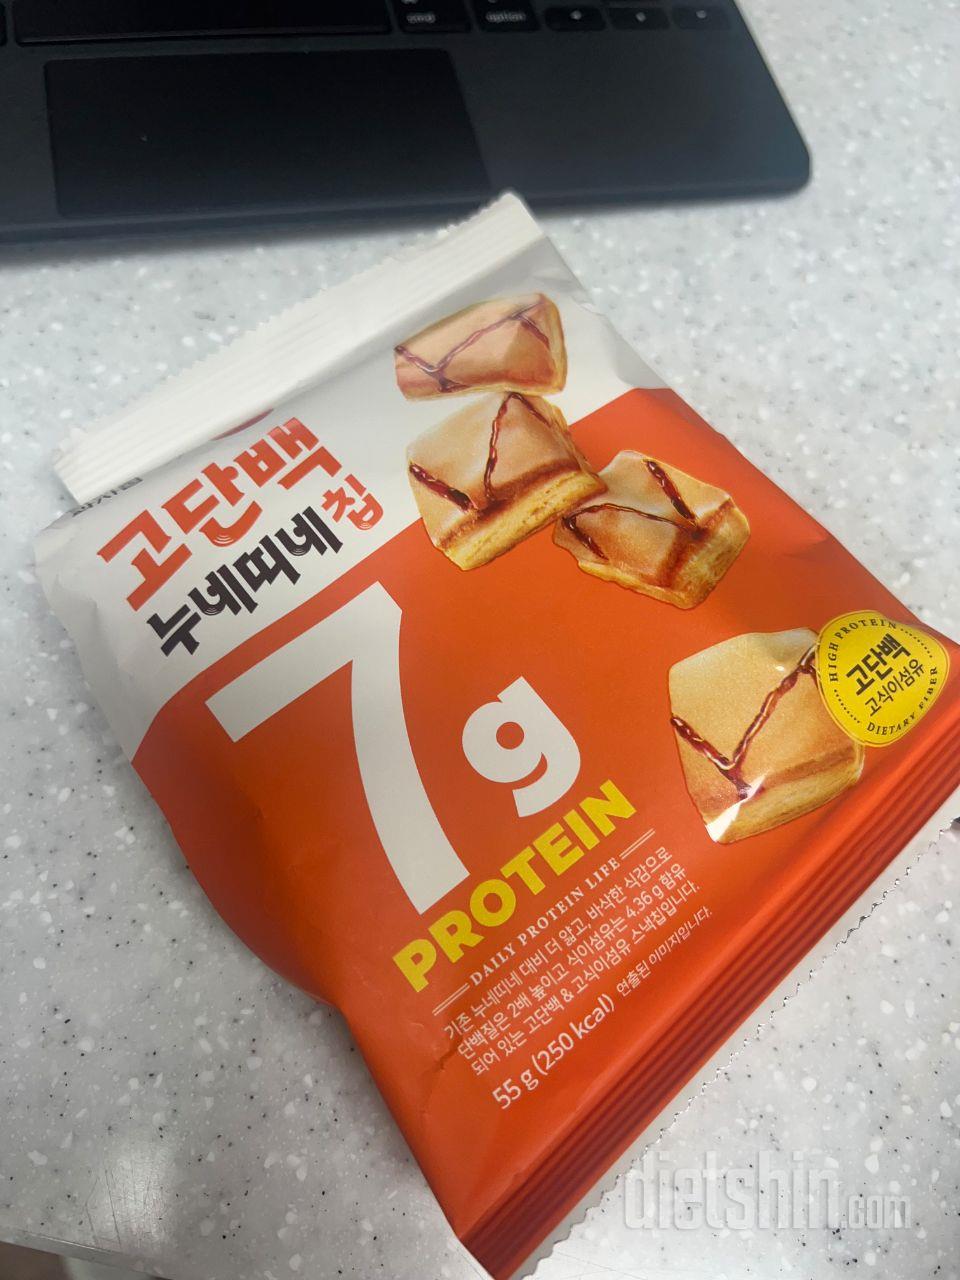 cmd
option
고단백
누네띠네 칩
7g
PROTEIN
DAILY PROTEIN LIFE
기존 누네띠네 대비 더 얇고, 바삭한 식감으로
단백질은 2배 높이고 식이섬유는 4.36 g 함유
되어 있는 고단백 & 고식이섬유 스낵칩입니다.
55 g (250 kcal) 연출된 이미지입니다.
HIGH PROTEIN
고단백
고식이섬유
DIETARY FIBER
dietshin.com